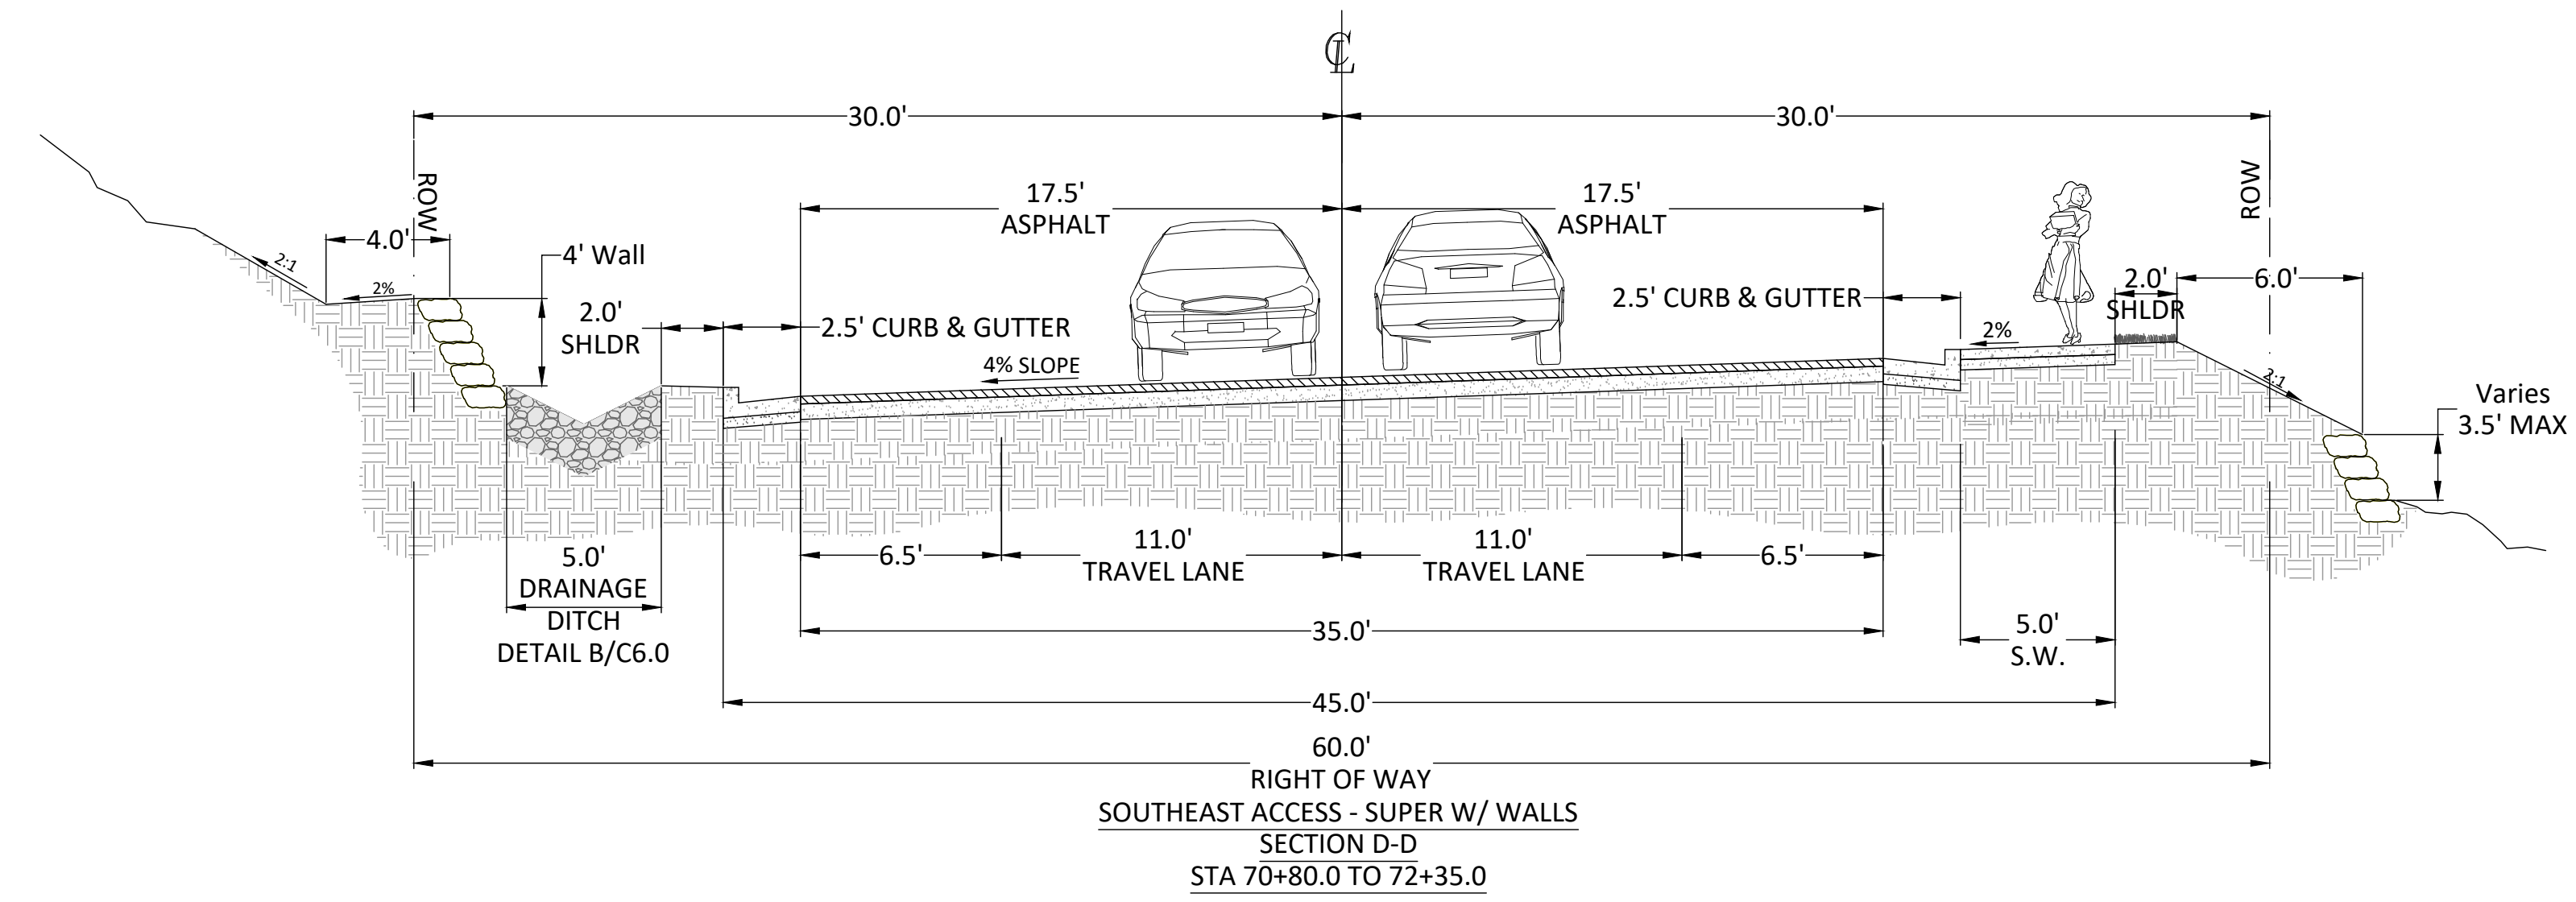 ℄
30.0'
30.0'
ROW
ROW
17.5'
ASPHALT
17.5'
ASPHALT
4.0'
4' Wall
2:1
2%
2.0'
SHLDR
2.5' CURB & GUTTER
4% SLOPE
2.5' CURB & GUTTER
2%
2.0'
SHLDR
6.0'
2:1
Varies
3.5' MAX
5.0'
DRAINAGE
DITCH
DETAIL B/C6.0
6.5'
11.0'
TRAVEL LANE
11.0'
TRAVEL LANE
6.5'
35.0'
5.0'
S.W.
45.0'
60.0'
RIGHT OF WAY
SOUTHEAST ACCESS - SUPER W/ WALLS
SECTION D-D
STA 70+80.0 TO 72+35.0